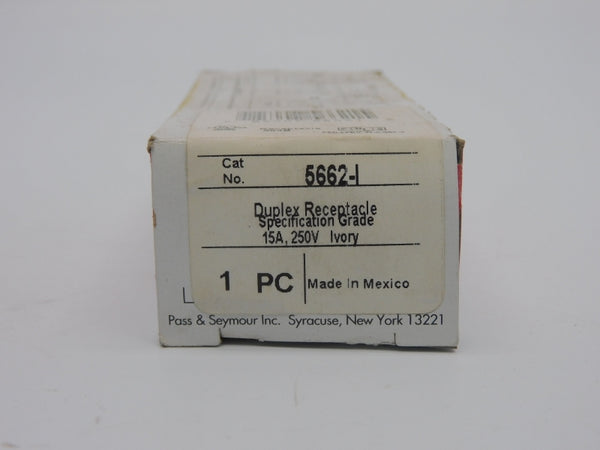 Cat
No. 5662-I
Duplex Receptacle
Specification Grade
15A, 250V Ivory
1 PC Made In Mexico
Pass & Seymour Inc. Syracuse, New York 13221